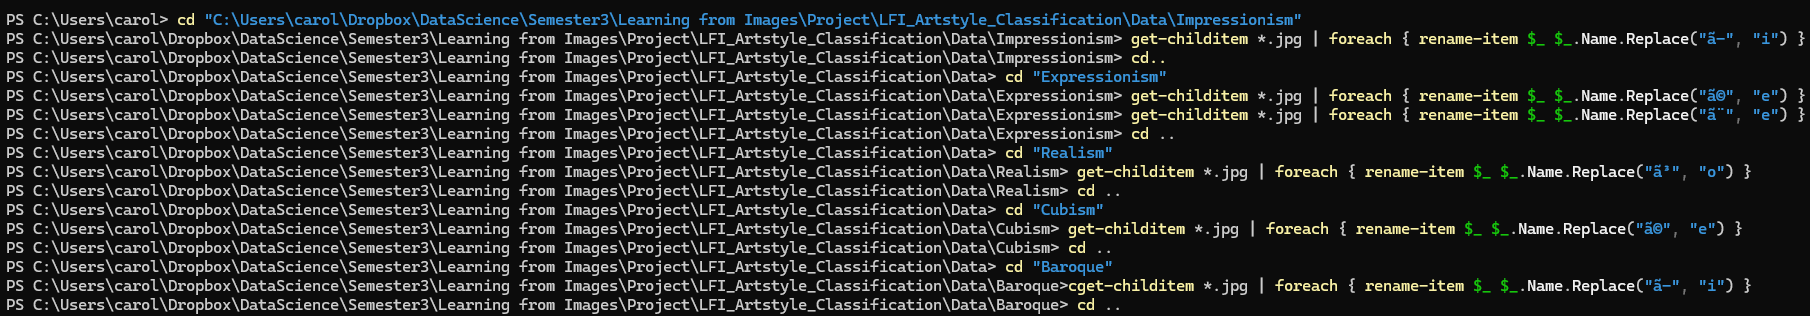 PS C:\Users\carol> cd "C:\Users\carol\Dropbox\DataScience\Semester3\Learning from Images\Project\LFI_Artstyle_Classification\Data\Impressionism"
PS C:\Users\carol\Dropbox\DataScience\Semester3\Learning from Images\Project\LFI_Artstyle_Classification\Data\Impressionism> get-childitem *.jpg | foreach { rename-item $_ $_.Name.Replace("ã-", "i") }
PS C:\Users\carol\Dropbox\DataScience\Semester3\Learning from Images\Project\LFI_Artstyle_Classification\Data\Impressionism> cd..
PS C:\Users\carol\Dropbox\DataScience\Semester3\Learning from Images\Project\LFI_Artstyle_Classification\Data> cd "Expressionism"
PS C:\Users\carol\Dropbox\DataScience\Semester3\Learning from Images\Project\LFI_Artstyle_Classification\Data\Expressionism> get-childitem *.jpg | foreach { rename-item $_ $_.Name.Replace("ã©", "e") }
PS C:\Users\carol\Dropbox\DataScience\Semester3\Learning from Images\Project\LFI_Artstyle_Classification\Data\Expressionism> get-childitem *.jpg | foreach { rename-item $_ $_.Name.Replace("ã¨", "e") }
PS C:\Users\carol\Dropbox\DataScience\Semester3\Learning from Images\Project\LFI_Artstyle_Classification\Data\Expressionism> cd ..
PS C:\Users\carol\Dropbox\DataScience\Semester3\Learning from Images\Project\LFI_Artstyle_Classification\Data> cd "Realism"
PS C:\Users\carol\Dropbox\DataScience\Semester3\Learning from Images\Project\LFI_Artstyle_Classification\Data\Realism> get-childitem *.jpg | foreach { rename-item $_ $_.Name.Replace("ã³", "o") }
PS C:\Users\carol\Dropbox\DataScience\Semester3\Learning from Images\Project\LFI_Artstyle_Classification\Data\Realism> cd ..
PS C:\Users\carol\Dropbox\DataScience\Semester3\Learning from Images\Project\LFI_Artstyle_Classification\Data> cd "Cubism"
PS C:\Users\carol\Dropbox\DataScience\Semester3\Learning from Images\Project\LFI_Artstyle_Classification\Data\Cubism> get-childitem *.jpg | foreach { rename-item $_ $_.Name.Replace("ã©", "e") }
PS C:\Users\carol\Dropbox\DataScience\Semester3\Learning from Images\Project\LFI_Artstyle_Classification\Data\Cubism> cd ..
PS C:\Users\carol\Dropbox\DataScience\Semester3\Learning from Images\Project\LFI_Artstyle_Classification\Data> cd "Baroque"
PS C:\Users\carol\Dropbox\DataScience\Semester3\Learning from Images\Project\LFI_Artstyle_Classification\Data\Baroque>cget-childitem *.jpg | foreach { rename-item $_ $_.Name.Replace("ã-", "i") }
PS C:\Users\carol\Dropbox\DataScience\Semester3\Learning from Images\Project\LFI_Artstyle_Classification\Data\Baroque> cd ..